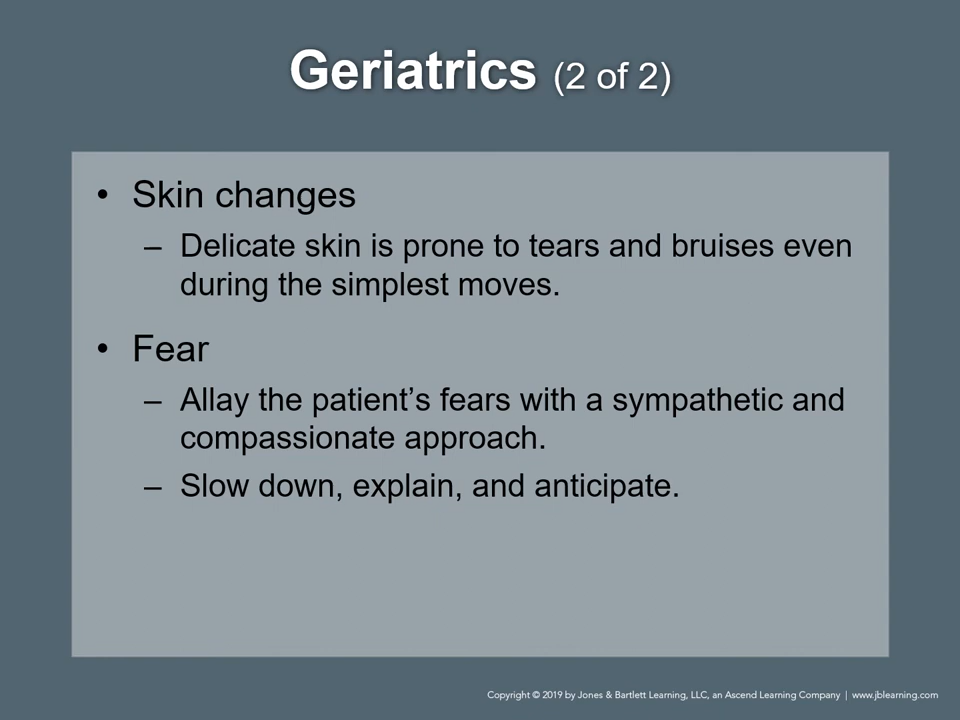 Geriatrics (2 of 2)
• Skin changes
– Delicate skin is prone to tears and bruises even
during the simplest moves.
• Fear
– Allay the patient’s fears with a sympathetic and
compassionate approach.
– Slow down, explain, and anticipate.
Copyright © 2019 by Jones & Bartlett Learning, LLC, an Ascend Learning Company | www.jblearning.com